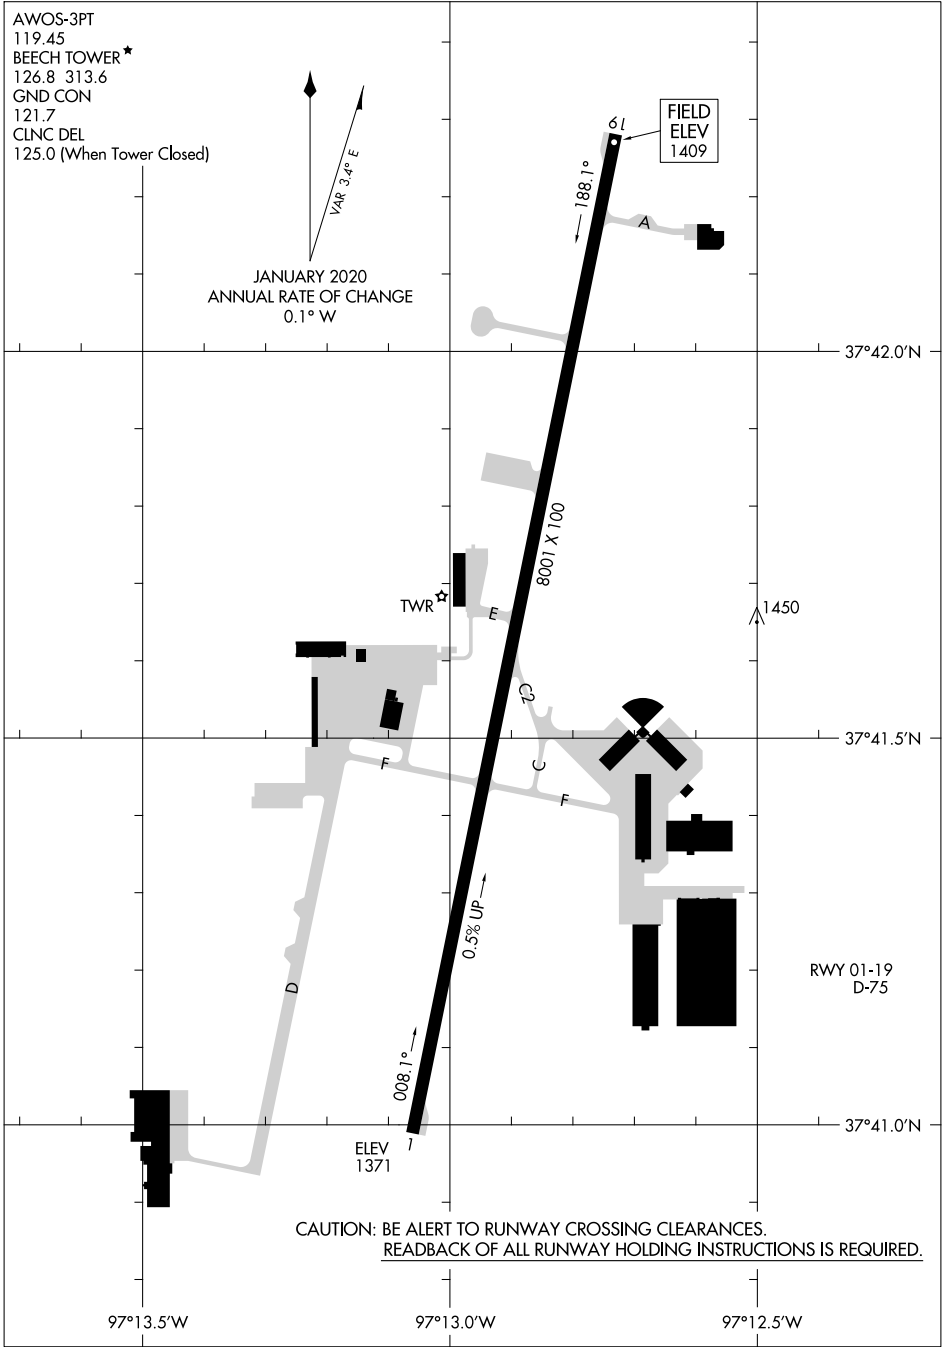 AWOS-3PT
119.45
BEECH TOWER
126.8 313.6
GND CON
121.7
CLNC DEL
125.0 (When Tower Closed)
VAR 3.4° E
JANUARY 2020
ANNUAL RATE OF CHANGE
0.1° W
19
FIELD
ELEV
1409
188.1°
A
37°42.0'N
8001 X 100
TWR
E
1450
C2
37°41.5'N
F
C
F
0.5% UP
D
RWY 01-19
D-75
008.1°
37°41.0'N
1
ELEV
1371
CAUTION: BE ALERT TO RUNWAY CROSSING CLEARANCES.
READBACK OF ALL RUNWAY HOLDING INSTRUCTIONS IS REQUIRED.
97°13.5'W
97°13.0'W
97°12.5'W